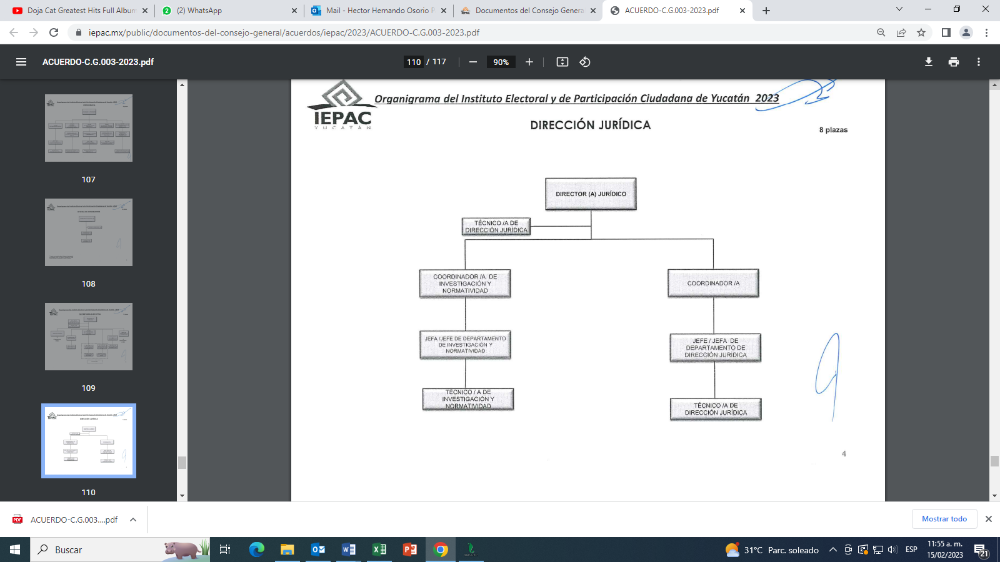 Doja Cat Greatest Hits Full Album
(2) WhatsApp
Mail - Hector Hernando Osorio P
Documentos del Consejo Genera
ACUERDO-C.G.003-2023.pdf
iepac.mx/public/documentos-del-consejo-general/acuerdos/iepac/2023/ACUERDO-C.G.003-2023.pdf
ACUERDO-C.G.003-2023.pdf
110 / 117
90%
107
108
109
110
IEPAC
YUCATÁN
Organigrama del Instituto Electoral y de Participación Ciudadana de Yucatán 2023
DIRECCIÓN JURÍDICA
8 plazas
DIRECTOR (A) JURÍDICO
TÉCNICO /A DE
DIRECCIÓN JURÍDICA
COORDINADOR /A DE
INVESTIGACIÓN Y
NORMATIVIDAD
COORDINADOR /A
JEFA /JEFE DE DEPARTAMENTO
DE INVESTIGACIÓN Y
NORMATIVIDAD
JEFE / JEFA DE
DEPARTAMENTO DE
DIRECCIÓN JURÍDICA
TÉCNICO / A DE
INVESTIGACIÓN Y
NORMATIVIDAD
TÉCNICO /A DE
DIRECCIÓN JURÍDICA
4
ACUERDO-C.G.003....pdf
Mostrar todo
Buscar
31°C Parc. soleado
ESP
11:55 a. m.
15/02/2023
21